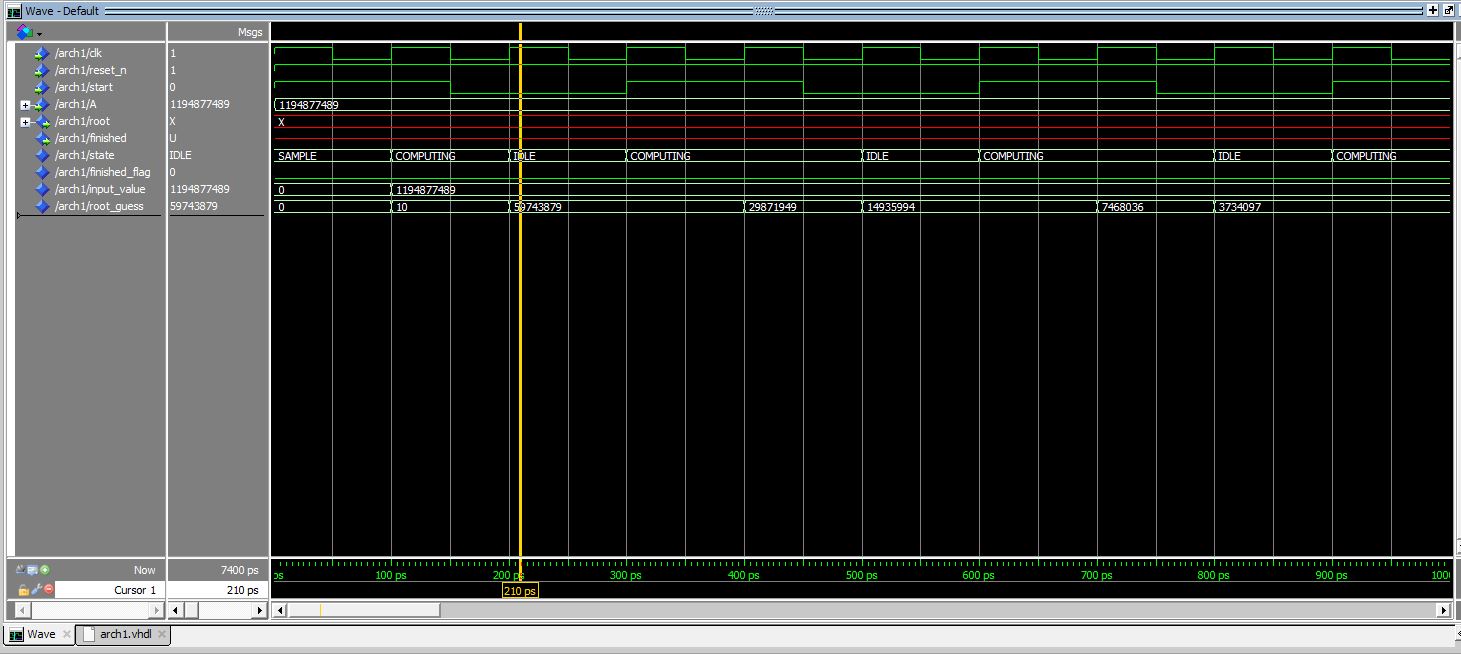 Wave - Default
Msgs
/arch1/clk 1
/arch1/reset_n 1
/arch1/start 0
/arch1/A 1194877489 1194877489
/arch1/root X X
/arch1/finished U
/arch1/state IDLE SAMPLE COMPUTING IDLE COMPUTING IDLE COMPUTING IDLE COMPUTING
/arch1/finished_flag 0
/arch1/input_value 1194877489 0 1194877489
/arch1/root_guess 59743879 0 10 59743879 29871949 14935994 7468036 3734097
Now 7400 ps ps 100 ps 200 ps 300 ps 400 ps 500 ps 600 ps 700 ps 800 ps 900 ps 100
Cursor 1 210 ps 210 ps
Wave arch1.vhdl